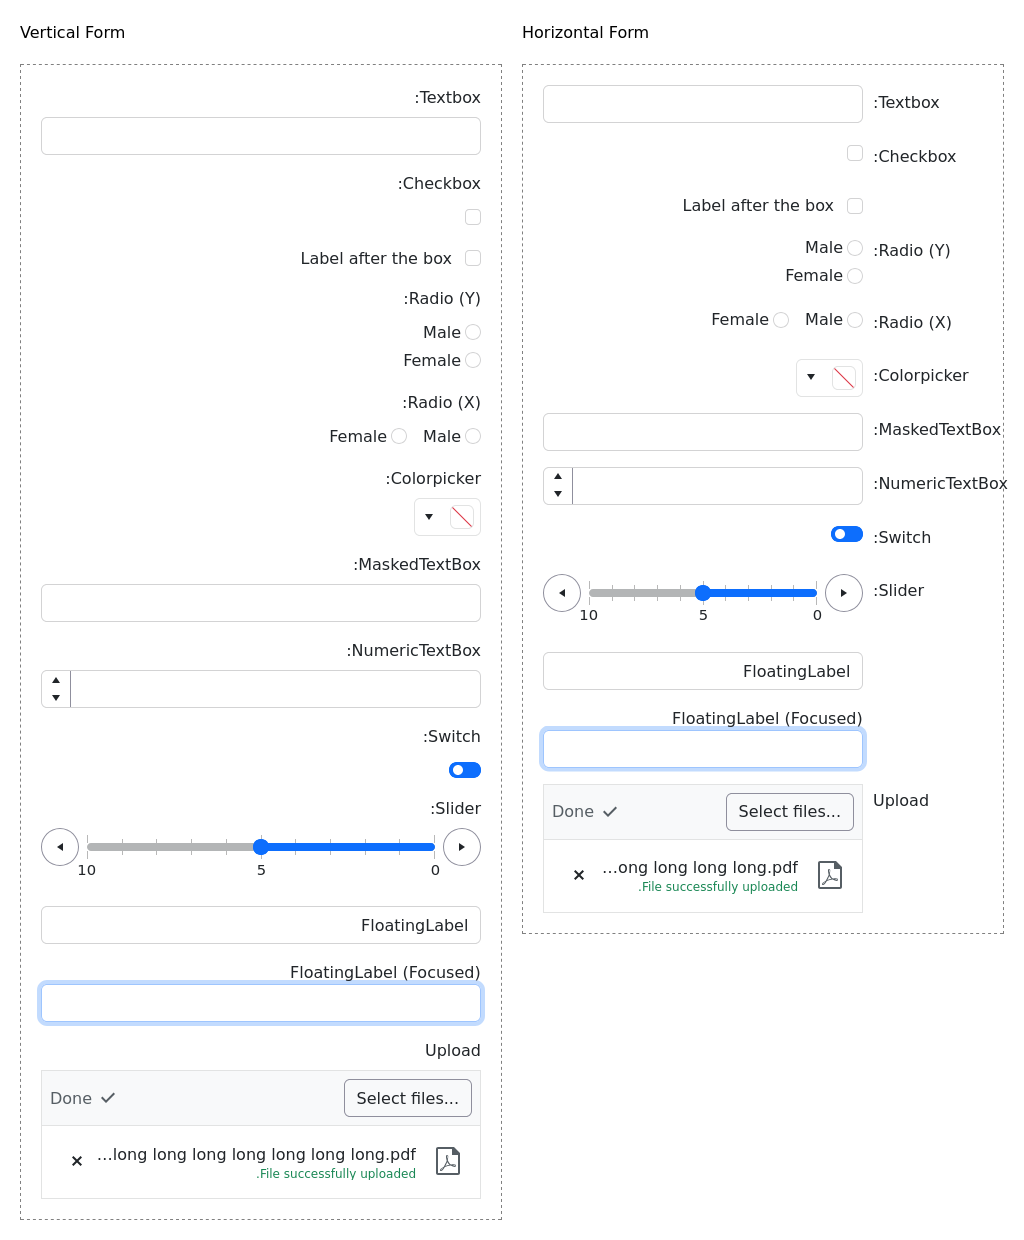 Vertical Form
:Textbox
:Checkbox
Label after the box
:Radio (Y)
Male
Female
:Radio (X)
Female Male
:Colorpicker
:MaskedTextBox
:NumericTextBox
:Switch
:Slider
10 5 0
FloatingLabel
FloatingLabel (Focused)
Upload
Done Select files...
...long long long long long long long.pdf
.File successfully uploaded
Horizontal Form
:Textbox
:Checkbox
Label after the box
Male :Radio (Y)
Female
Female Male :Radio (X)
:Colorpicker
:MaskedTextBox
:NumericTextBox
:Switch
:Slider
10 5 0
FloatingLabel
FloatingLabel (Focused)
Upload
Done Select files...
...ong long long long.pdf
.File successfully uploaded